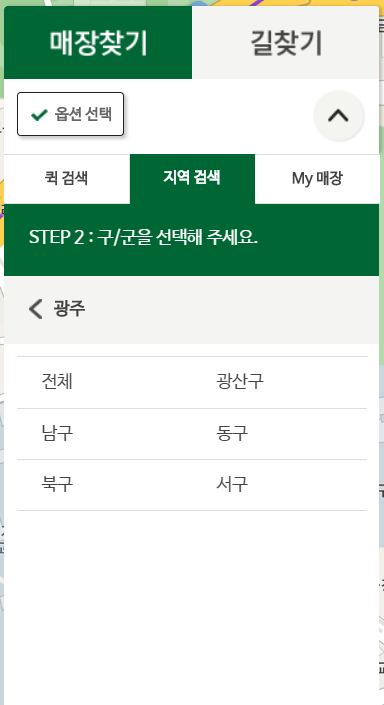 매장찾기 길찾기
옵션 선택
퀵 검색 지역 검색 My 매장
STEP 2 : 구/군을 선택해 주세요.
광주
전체 광산구
남구 동구
북구 서구